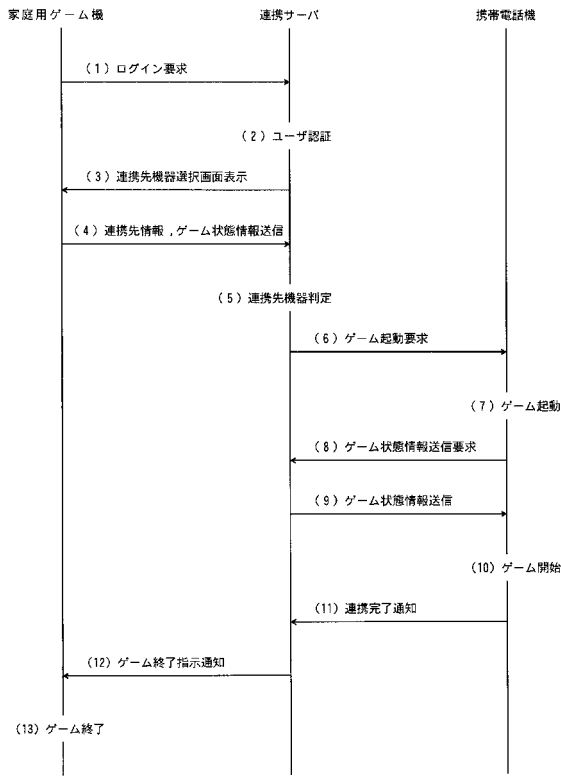 家庭用ゲーム機 連携サーバ 携帯電話機
(1) ログイン要求
(2) ユーザ認証
(3) 連携先機器選択画面表示
(4) 連携先情報,ゲーム状態情報送信
(5) 連携先機器判定
(6) ゲーム起動要求
(7) ゲーム起動
(8) ゲーム状態情報送信要求
(9) ゲーム状態情報送信
(10) ゲーム開始
(11) 連携完了通知
(12) ゲーム終了指示通知
(13) ゲーム終了